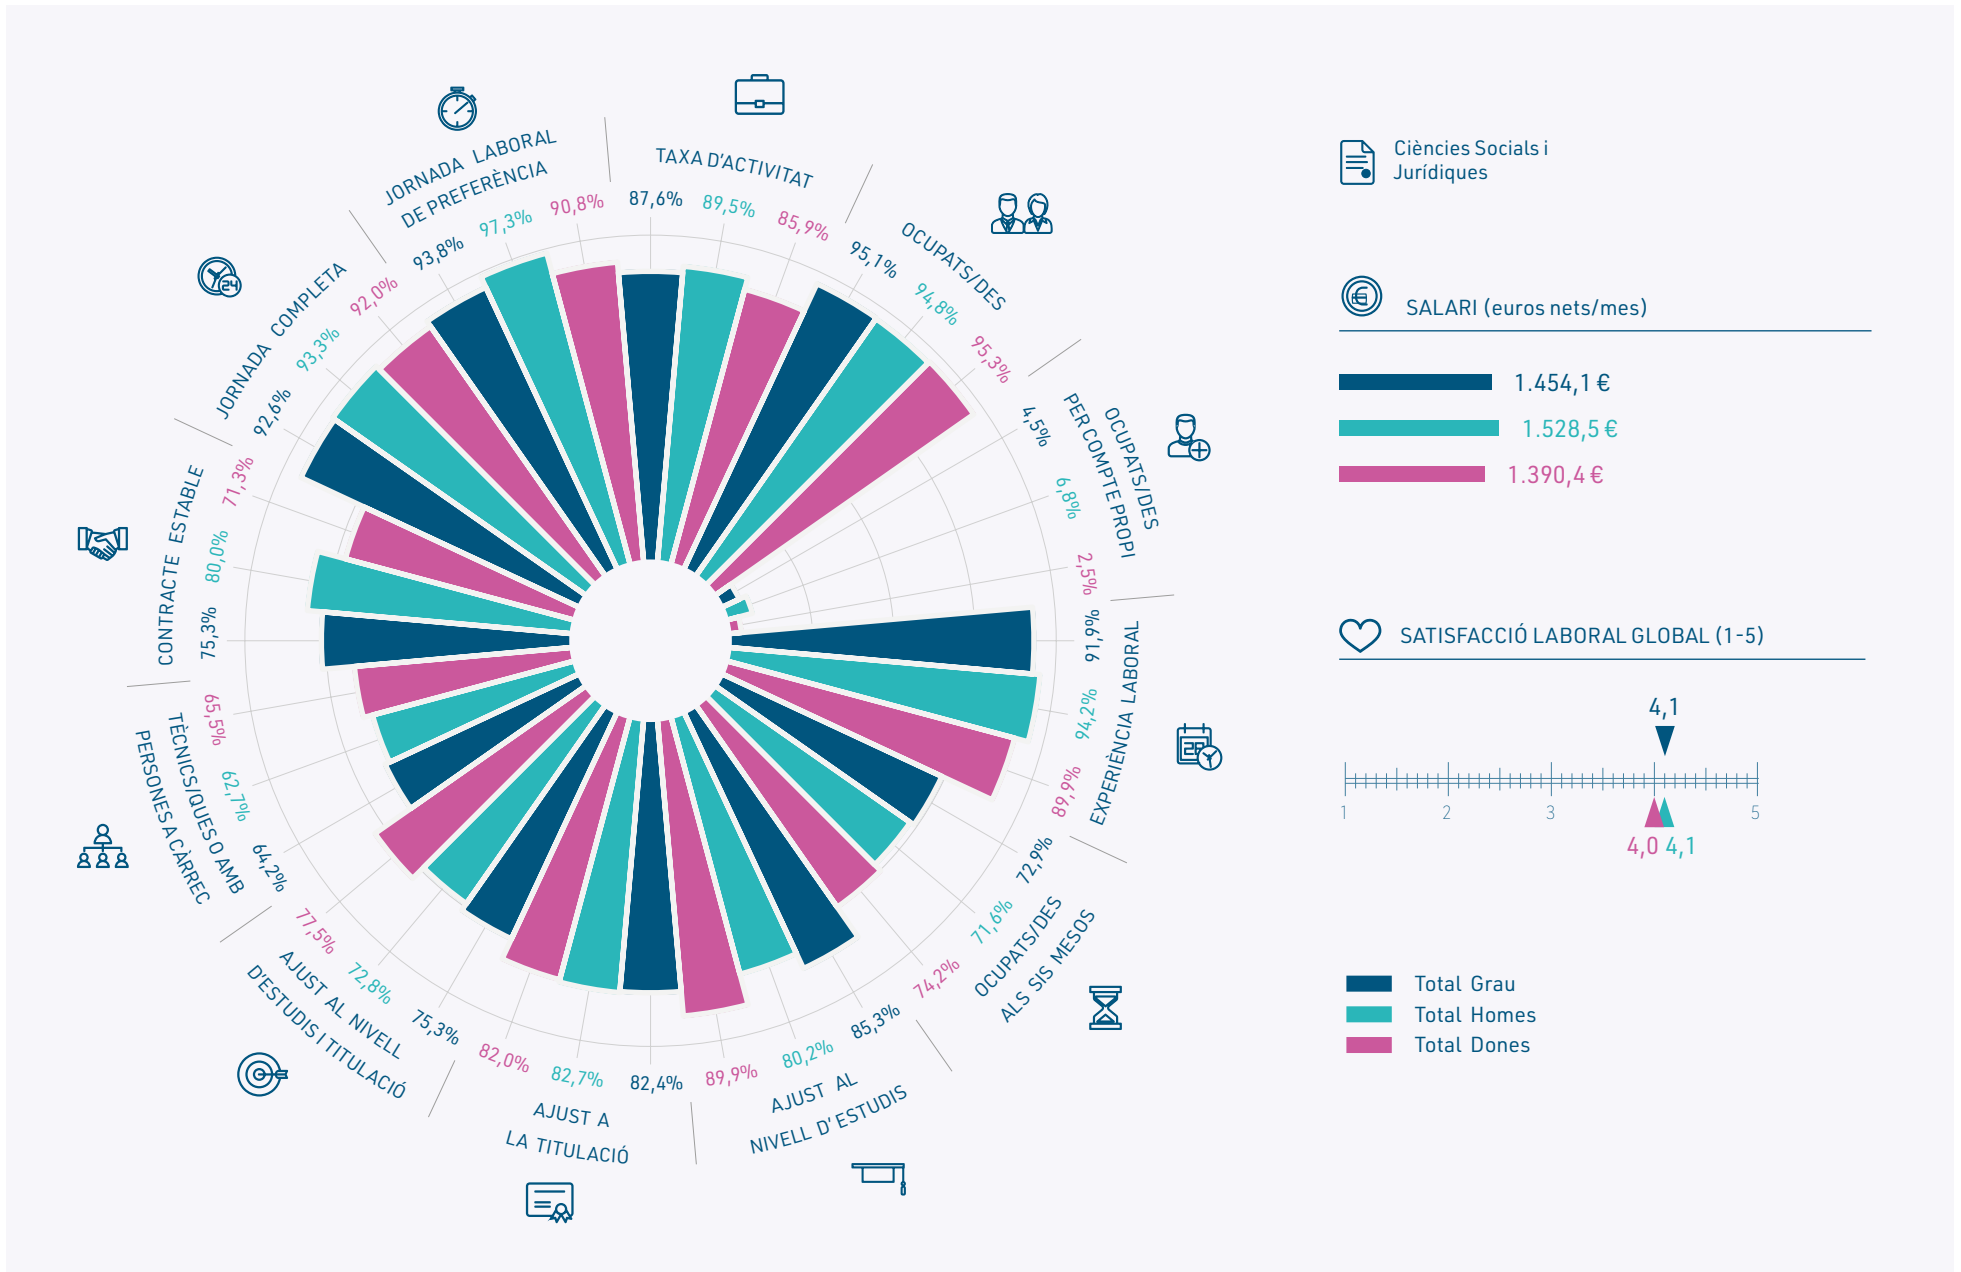 TAXA D'ACTIVITAT
87,6%
89,5%
85,9%
OCUPATS/DES
95,1%
94,8%
95,3%
OCUPATS/DES
PER COMPTE PROPI
4,5%
6,8%
2,5%
EXPERIÈNCIA LABORAL
91,9%
94,2%
89,9%
OCUPATS/DES
ALS SIS MESOS
72,9%
71,6%
74,2%
AJUST AL
NIVELL D'ESTUDIS
85,3%
80,2%
89,9%
AJUST A
LA TITULACIÓ
82,4%
82,7%
82,0%
AJUST AL NIVELL
D'ESTUDIS I TITULACIÓ
75,3%
72,8%
77,5%
TÈCNICS/QUES O AMB
PERSONES A CÀRREC
64,2%
62,7%
65,5%
CONTRACTE ESTABLE
75,3%
80,0%
71,3%
JORNADA COMPLETA
92,6%
93,3%
92,0%
24
JORNADA LABORAL
DE PREFERÈNCIA
93,8%
97,3%
90,8%
Ciències Socials i
Jurídiques
SALARI (euros nets/mes)
1.454,1 €
1.528,5 €
1.390,4 €
SATISFACCIÓ LABORAL GLOBAL (1-5)
4,1
1 2 3 5
4,0 4,1
Total Grau
Total Homes
Total Dones